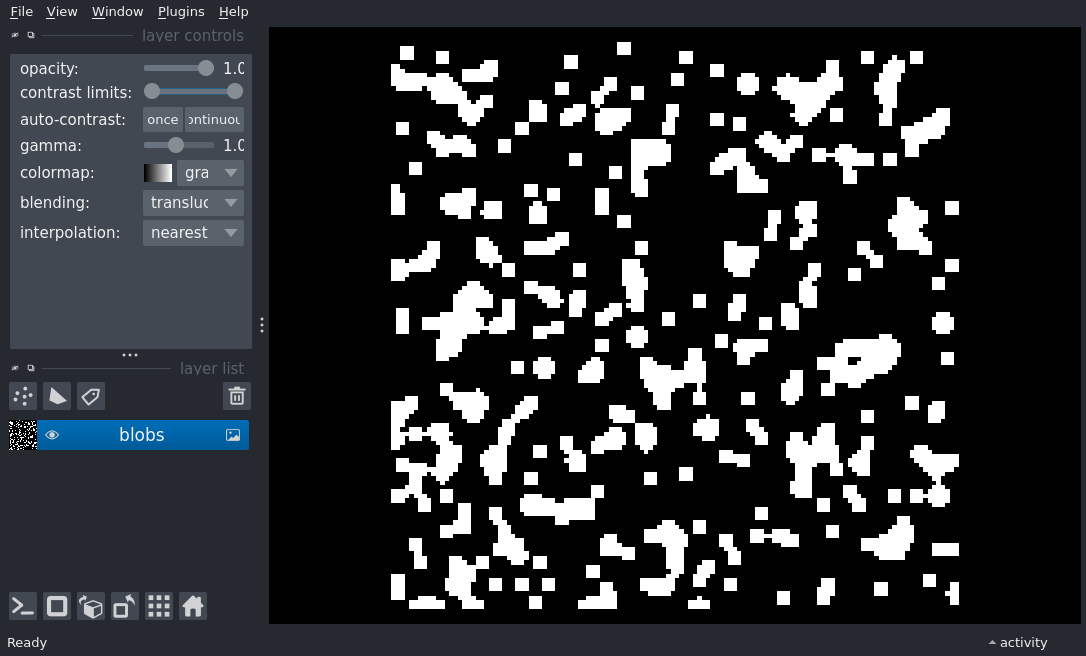 File View Window Plugins Help
layer controls
opacity: 1.0
contrast limits:
auto-contrast: once ontinuou
gamma: 1.0
colormap: gra
blending: transluc
interpolation: nearest
layer list
blobs
Ready activity